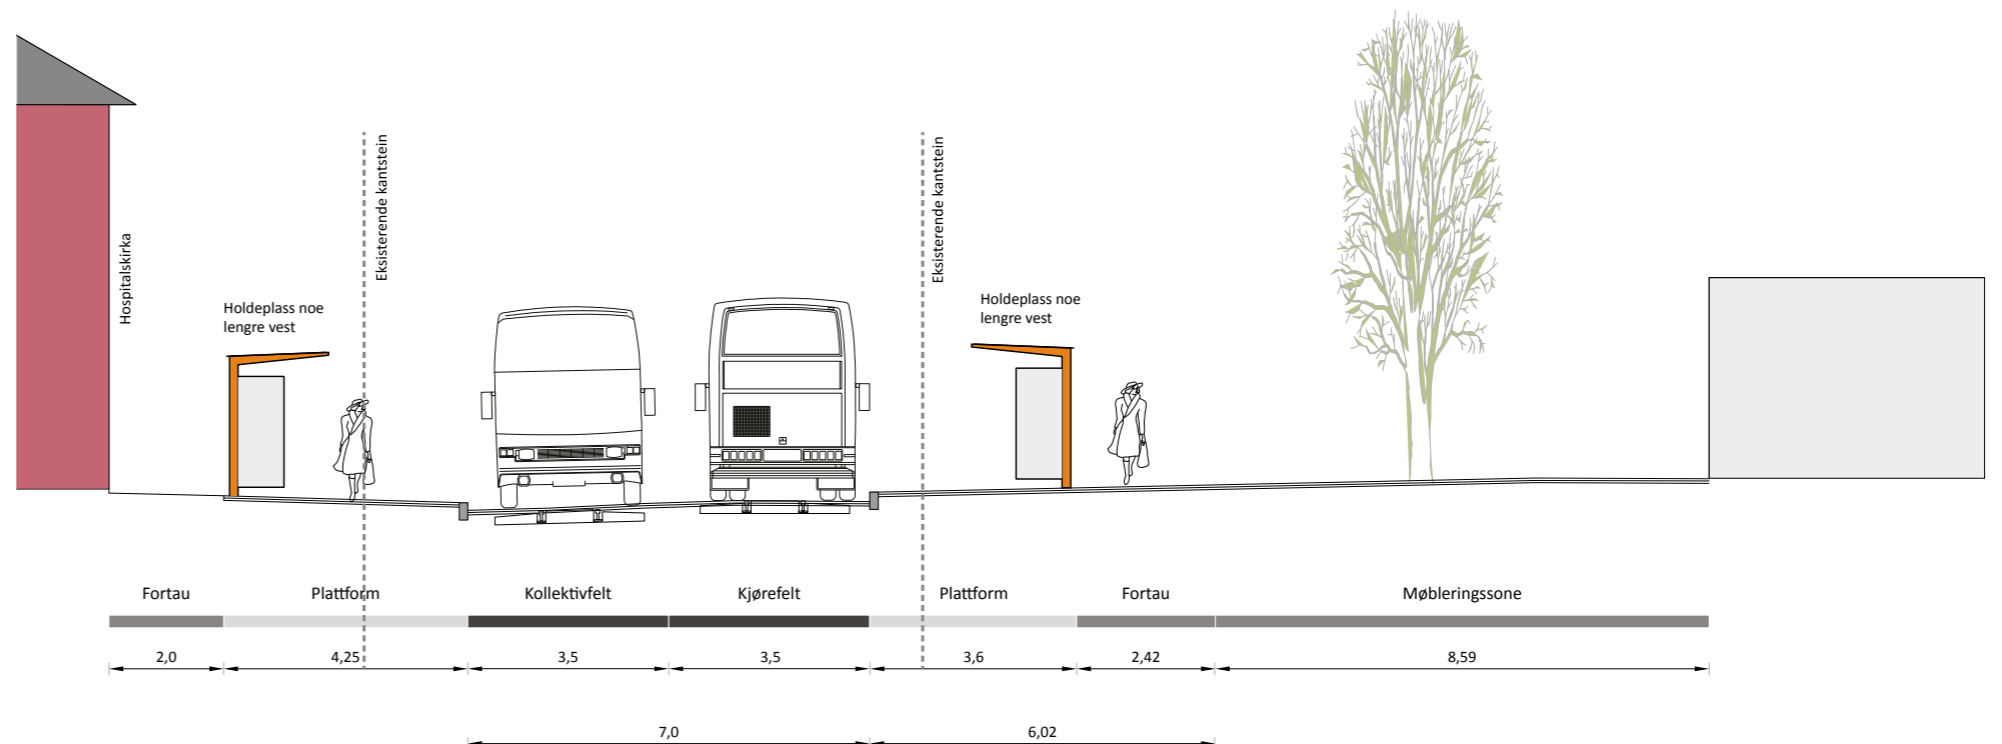 Hospitalskirka
Holdeplass noe
lengre vest
Eksisterende kantstein
Eksisterende kantstein
Holdeplass noe
lengre vest
Fortau
Plattform
Kollektivfelt
Kjørefelt
Plattform
Fortau
Møbleringssone
2,0
4,25
3,5
3,5
3,6
2,42
8,59
7,0
6,02